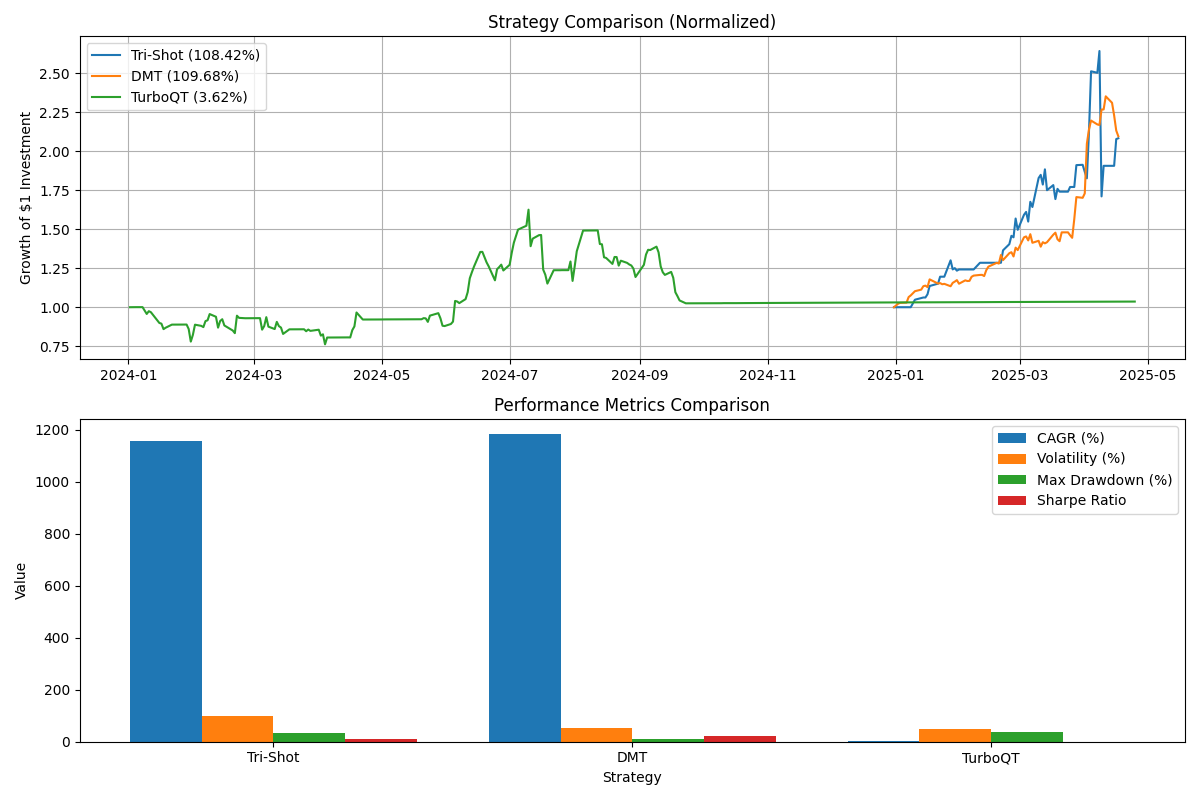 Strategy Comparison (Normalized)
Tri-Shot (108.42%)
DMT (109.68%)
TurboQT (3.62%)
Growth of $1 Investment
2.50
2.25
2.00
1.75
1.50
1.25
1.00
0.75
2024-01 2024-03 2024-05 2024-07 2024-09 2024-11 2025-01 2025-03 2025-05
Performance Metrics Comparison
CAGR (%)
Volatility (%)
Max Drawdown (%)
Sharpe Ratio
Value
1200
1000
800
600
400
200
0
Tri-Shot DMT TurboQT
Strategy